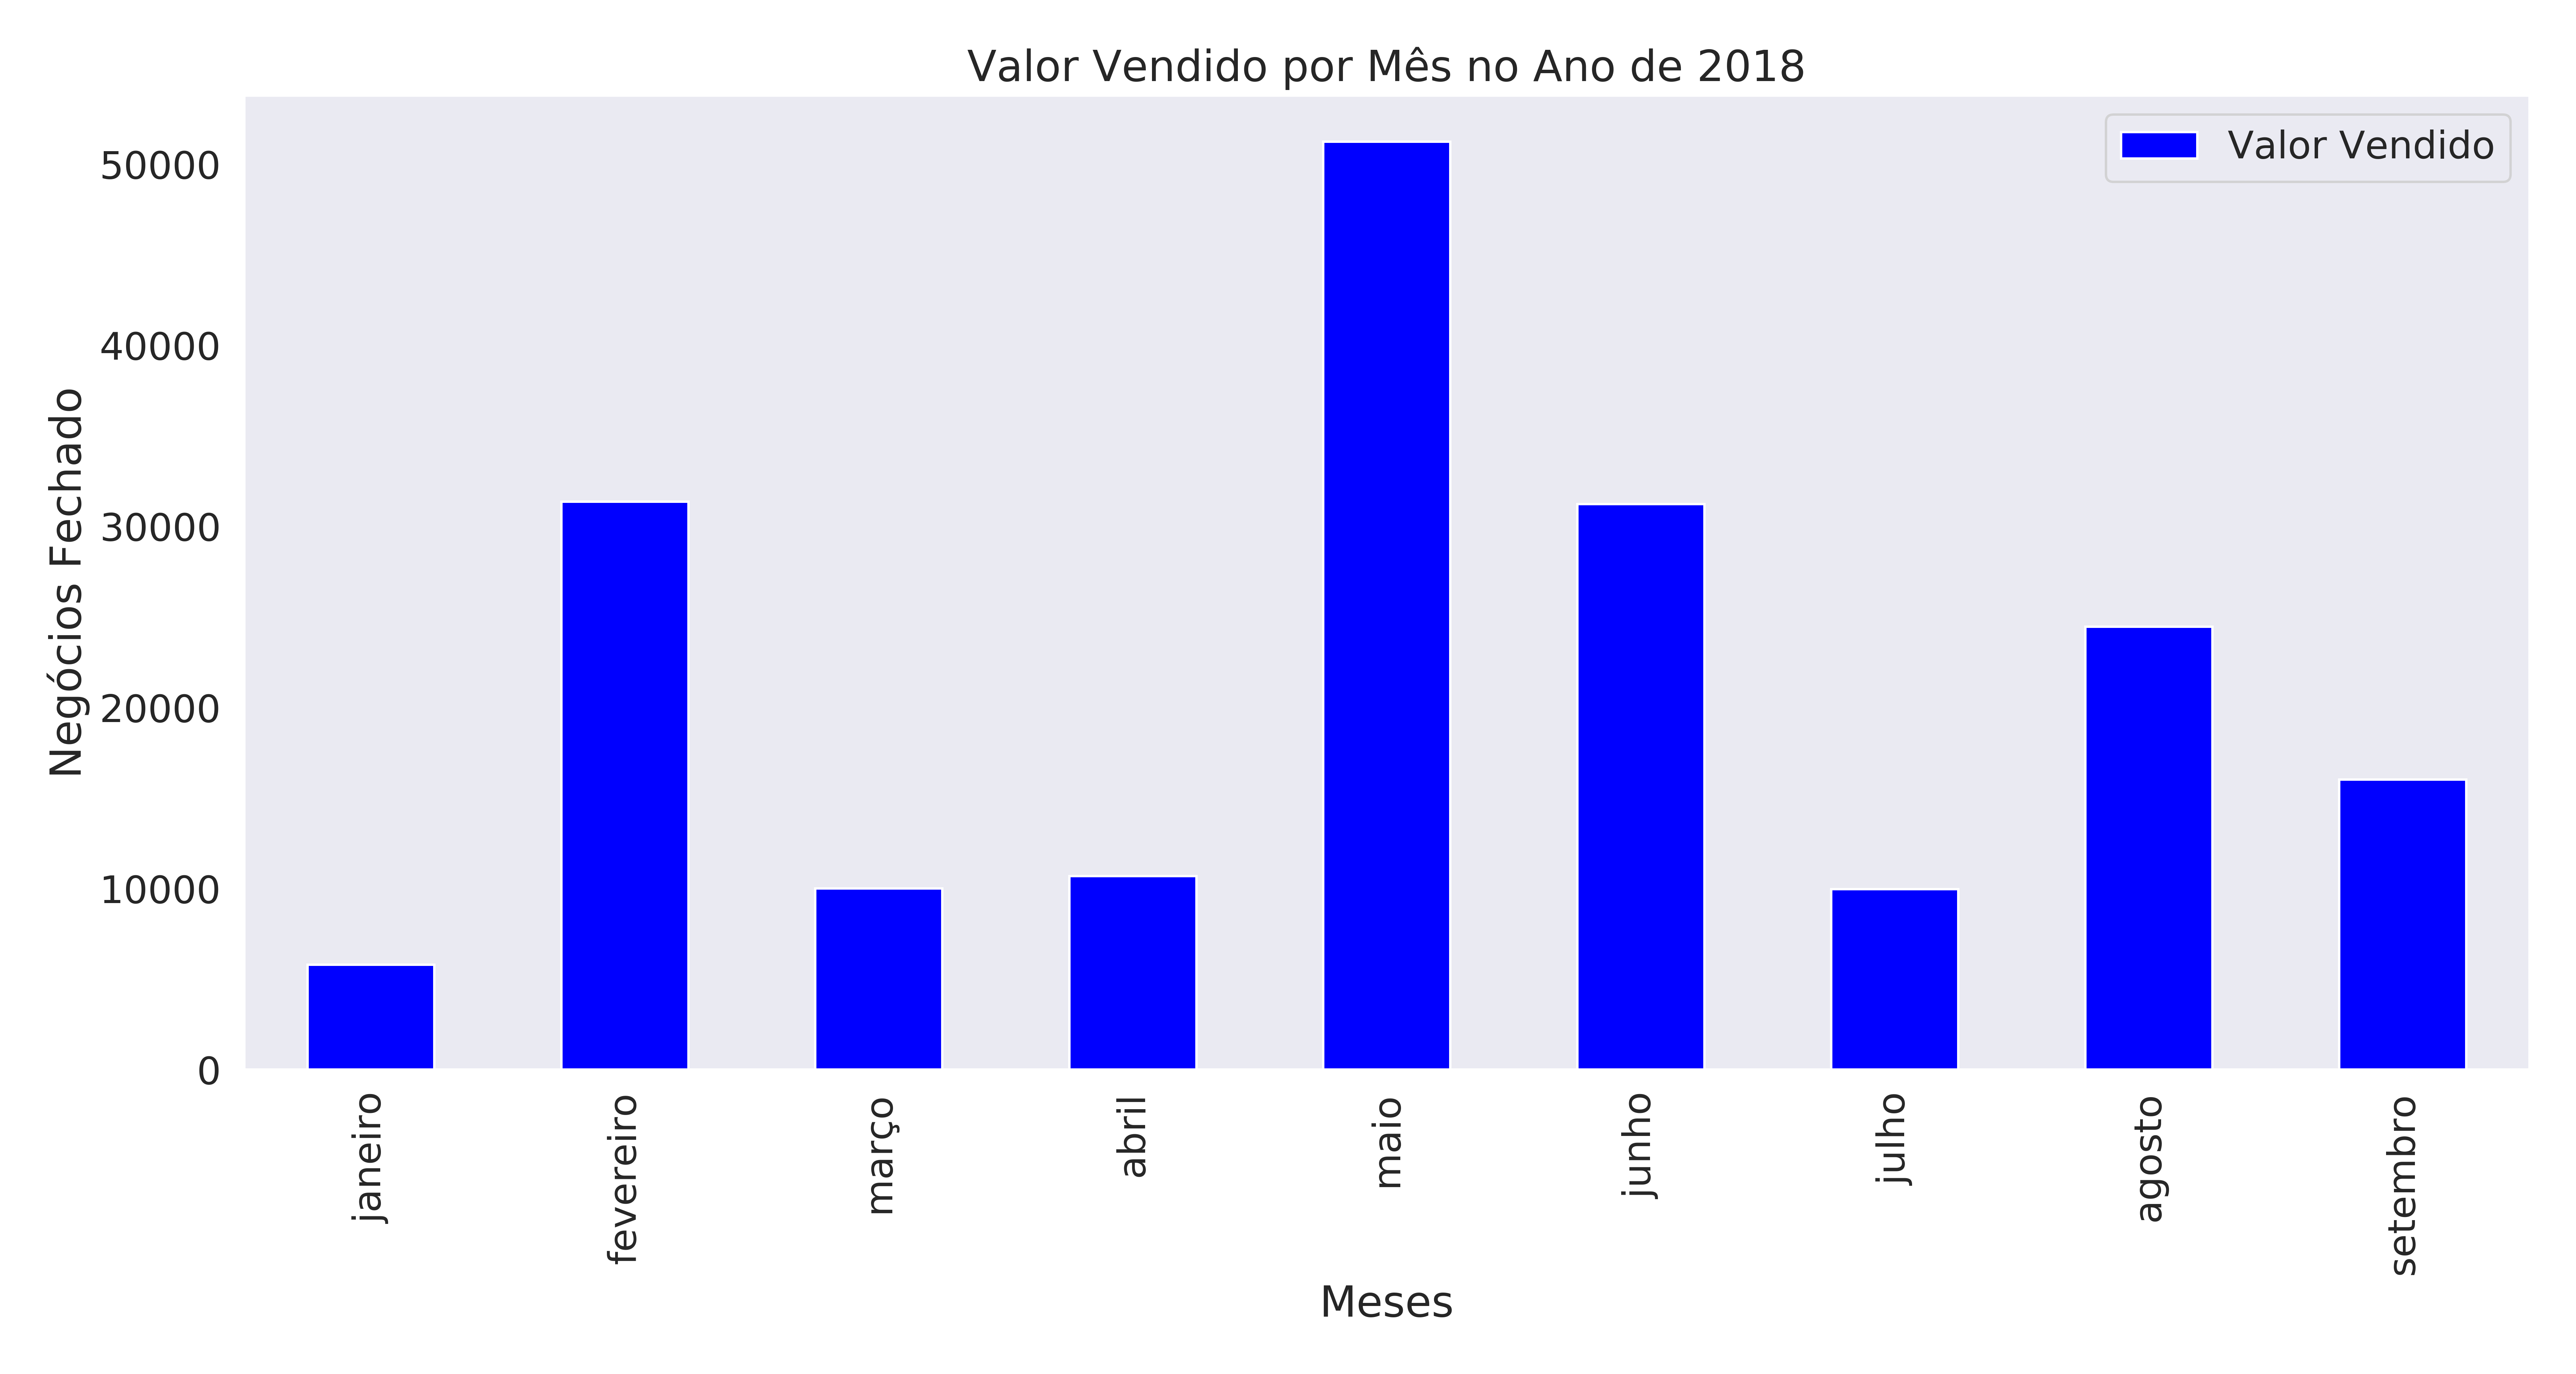 Valor Vendido por Mês no Ano de 2018
Valor Vendido
Negócios Fechado
50000
40000
30000
20000
10000
0
janeiro
fevereiro
março
abril
maio
junho
julho
agosto
setembro
Meses